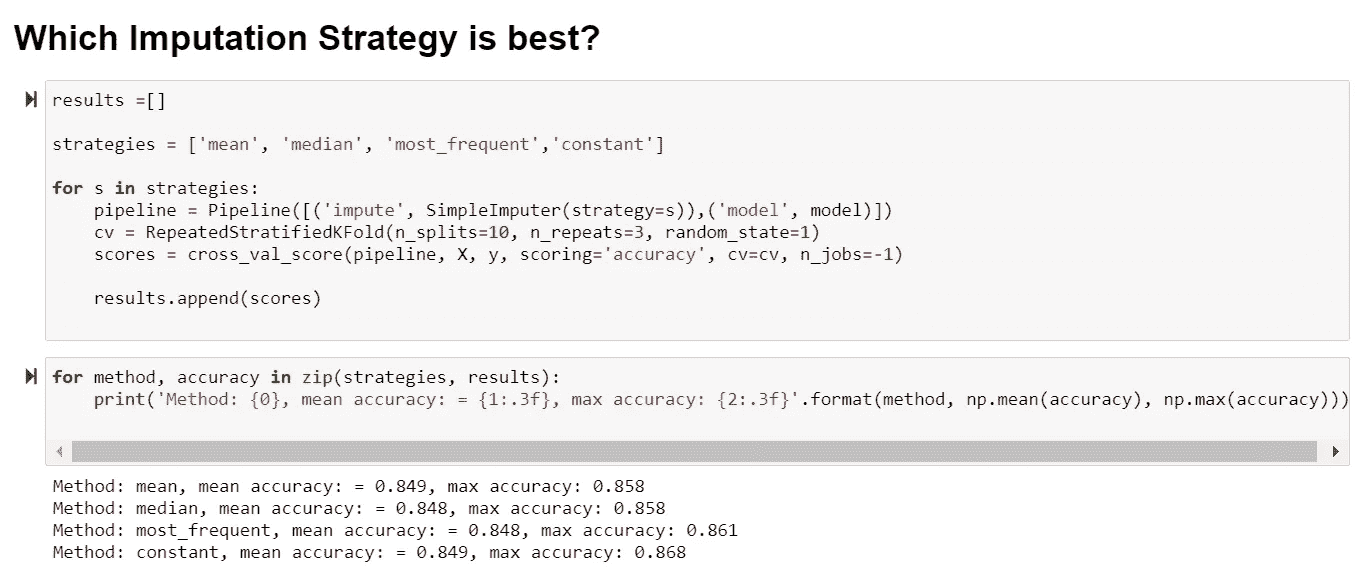 Which Imputation Strategy is best?
results =[]
strategies = ['mean', 'median', 'most_frequent','constant']
for s in strategies:
    pipeline = Pipeline([('impute', SimpleImputer(strategy=s)),('model', model)])
    cv = RepeatedStratifiedKFold(n_splits=10, n_repeats=3, random_state=1)
    scores = cross_val_score(pipeline, X, y, scoring='accuracy', cv=cv, n_jobs=-1)
    results.append(scores)
for method, accuracy in zip(strategies, results):
    print('Method: {0}, mean accuracy: = {1:.3f}, max accuracy: {2:.3f}'.format(method, np.mean(accuracy), np.max(accuracy)))
Method: mean, mean accuracy: = 0.849, max accuracy: 0.858
Method: median, mean accuracy: = 0.848, max accuracy: 0.858
Method: most_frequent, mean accuracy: = 0.848, max accuracy: 0.861
Method: constant, mean accuracy: = 0.849, max accuracy: 0.868